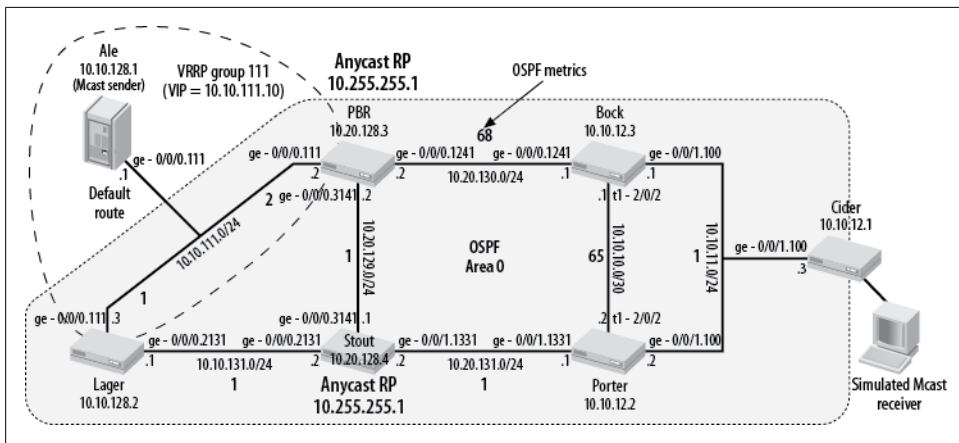 Ale
10.10.128.1
(Mcast sender)
VRRP group 111
(VIP = 10.10.111.10)
Anycast RP
10.255.255.1
OSPF metrics
PBR
10.20.128.3
68
Bock
10.10.12.3
ge - 0/0/0.111
.1
Default
route
ge - 0/0/0.111
.2
2
ge - 0/0/0.1241
.2
ge - 0/0/0.1241
.1
10.20.130.0/24
ge - 0/0/1.100
.1
ge - 0/0/0.3141
.2
.1
t1 - 2/0/2
Cider
10.10.12.1
10.10.111.0/24
1
1
10.20.129.0/24
OSPF
Area 0
65
10.10.10.0/30
1
10.10.11.0/24
ge - 0/0/1.100
.3
ge - 0/0/0.111
.3
ge - 0/0/0.3141
.1
.2
t1 - 2/0/2
ge - 0/0/0.2131
.1
ge - 0/0/0.2131
.2
10.10.131.0/24
1
Stout
10.20.128.4
ge - 0/0/1.1331
.2
ge - 0/0/1.1331
.1
10.20.131.0/24
1
ge - 0/0/1.100
.2
Lager
10.10.128.2
Anycast RP
10.255.255.1
Porter
10.10.12.2
Simulated Mcast
receiver